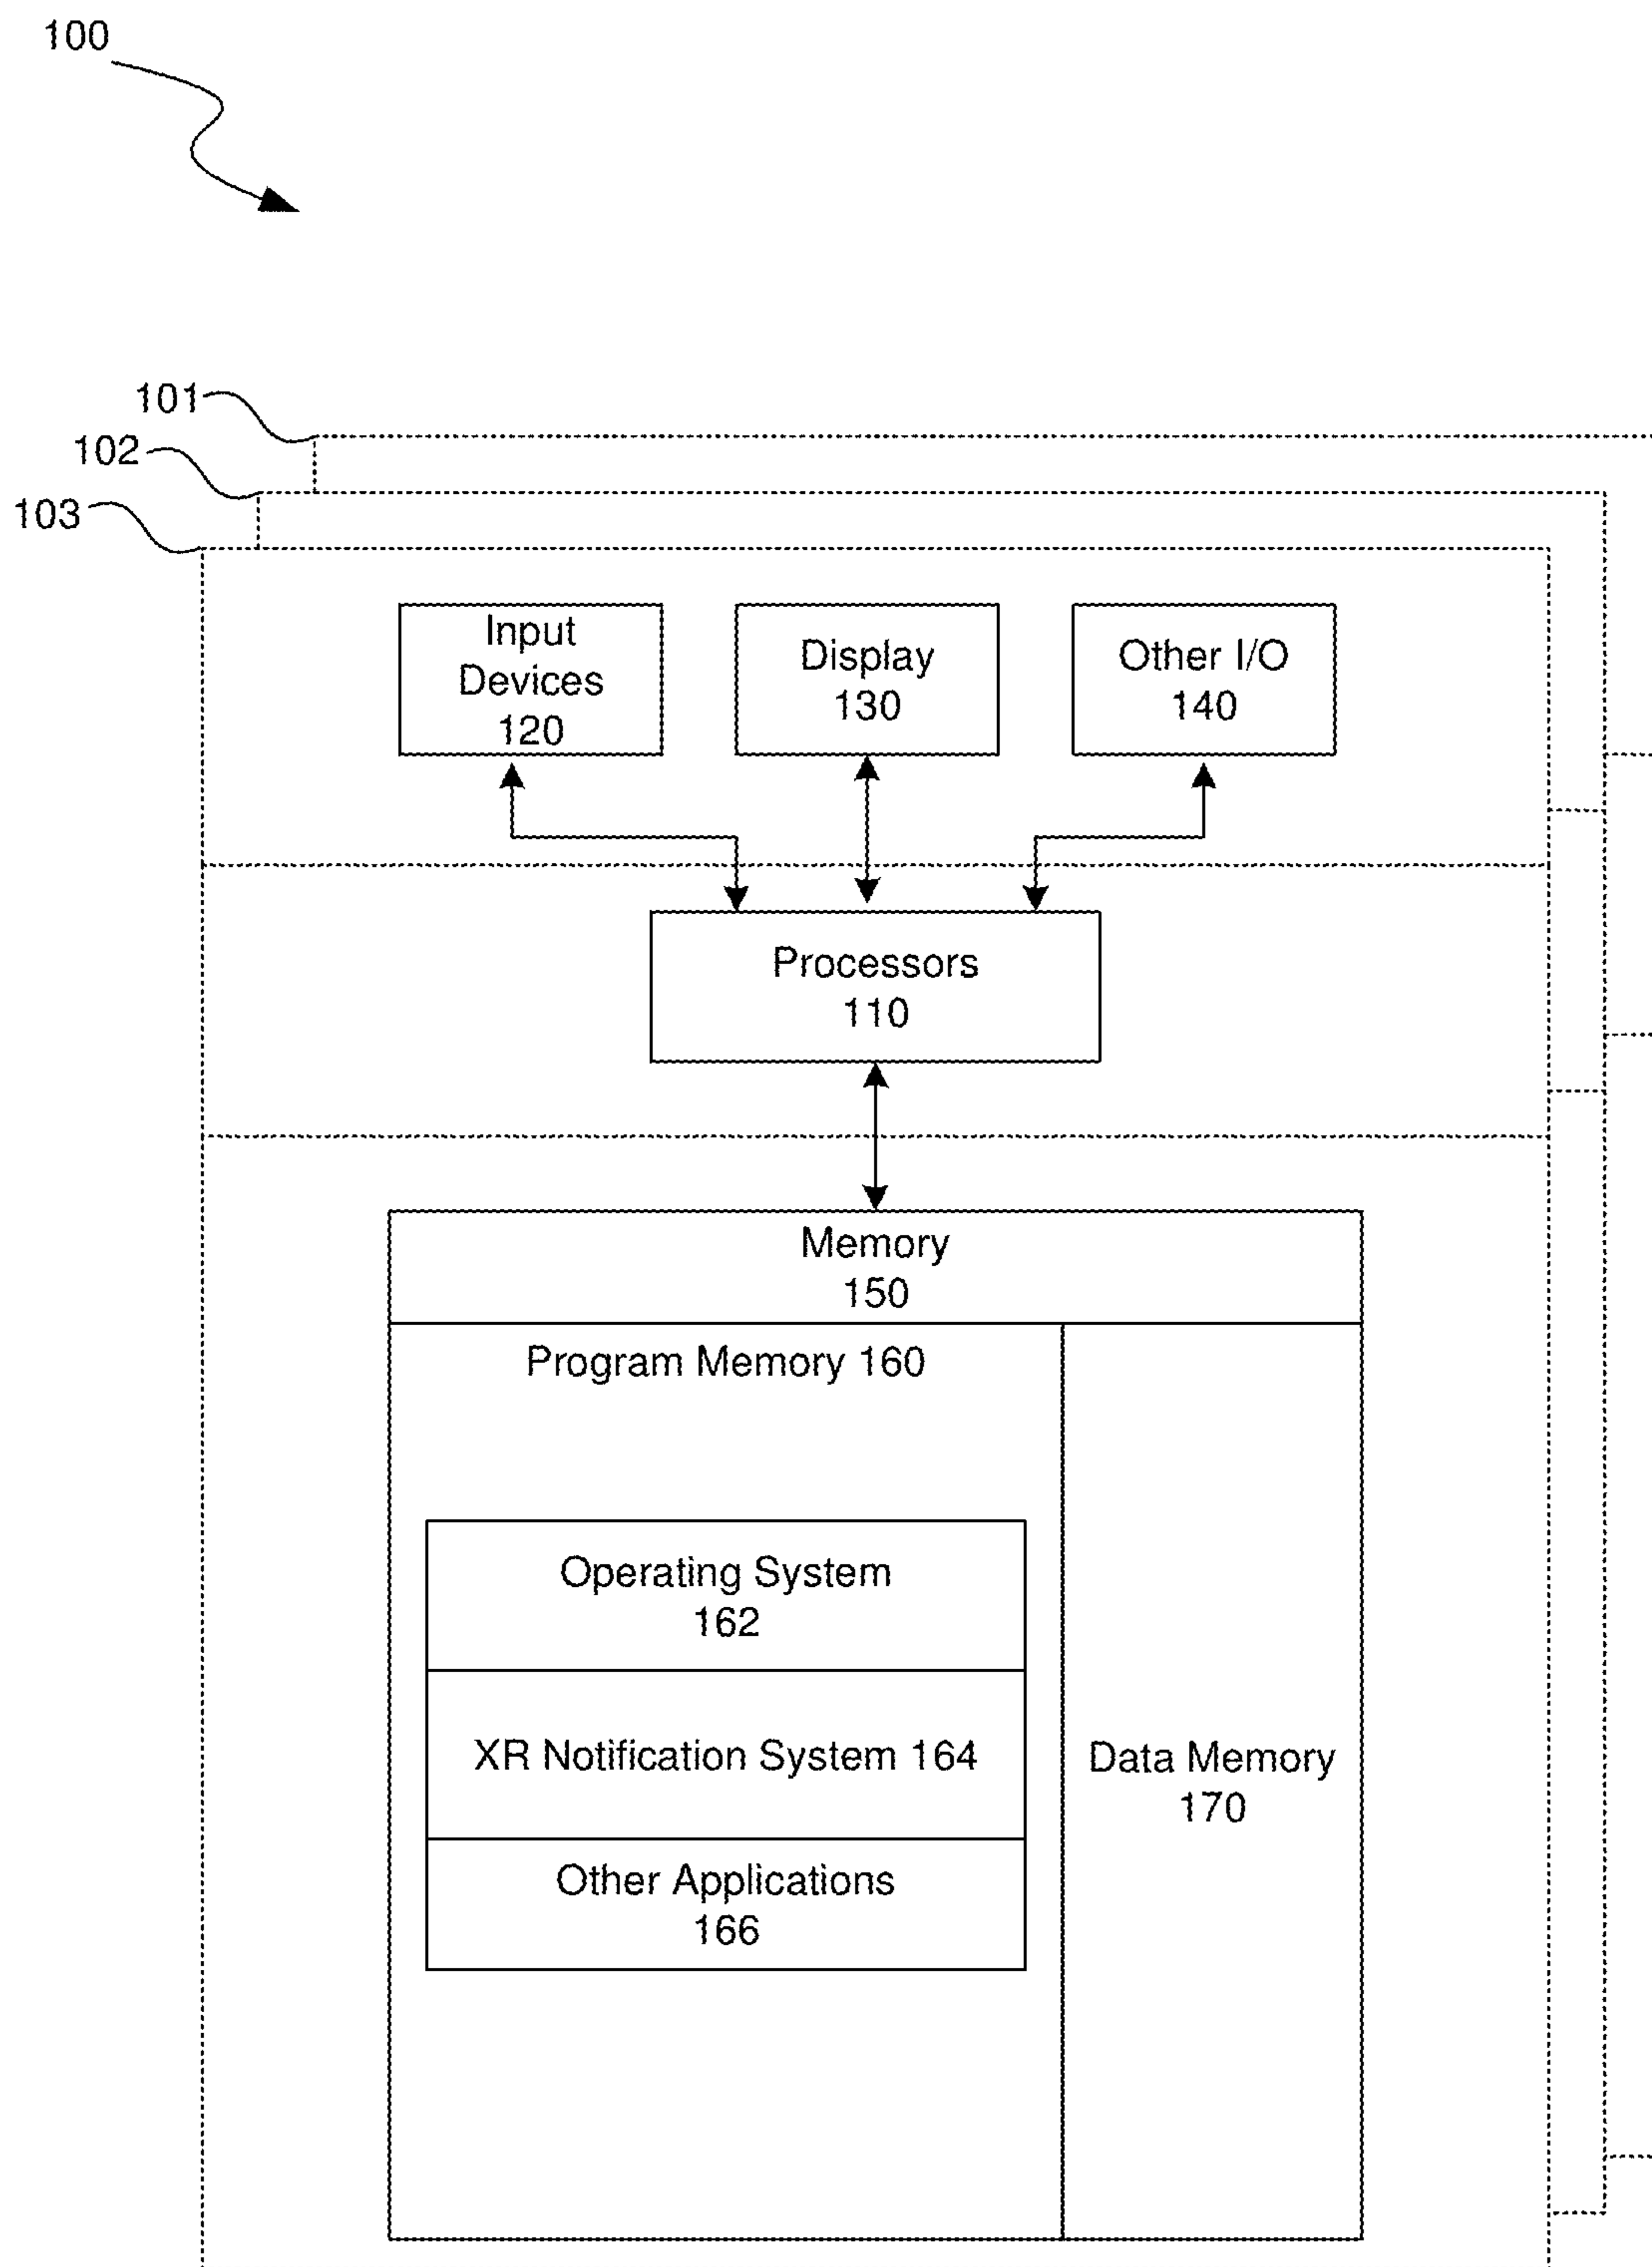 100
101
102
103
Input
Devices
120
Display
130
Other I/O
140
Processors
110
Memory
150
Program Memory 160
Operating System
162
XR Notification System 164
Other Applications
166
Data Memory
170